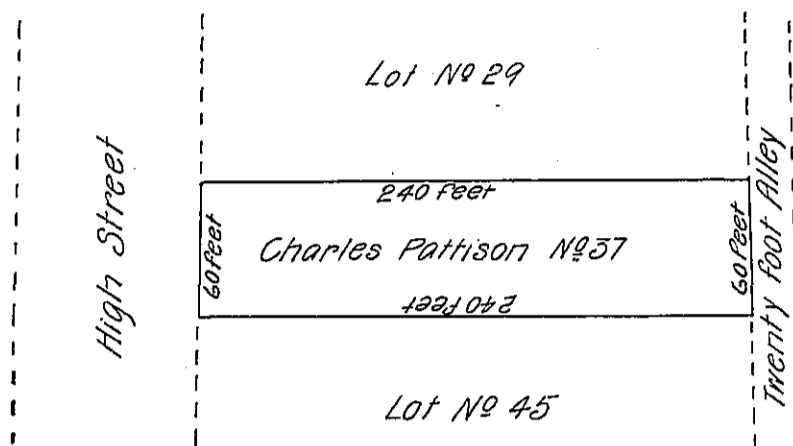 Lot Nº 29
High Street
240 feet
60 feet
Charles Pattison Nº 37
60 feet
240 feet
Twenty foot Alley
Lot Nº 45